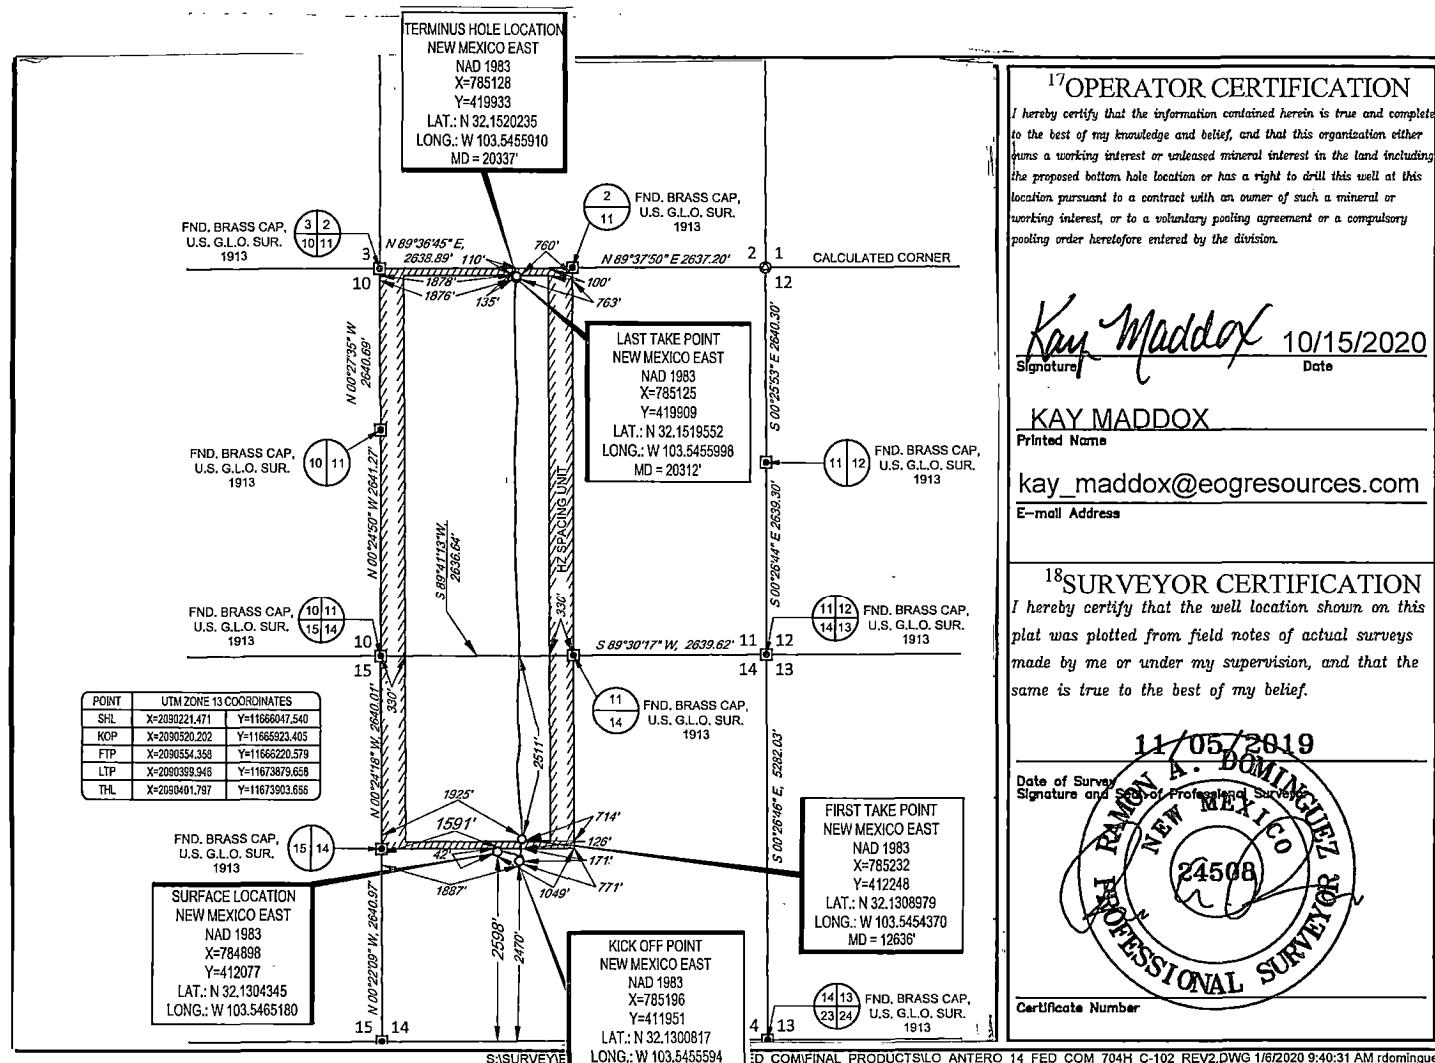 TERMINUS HOLE LOCATION
NEW MEXICO EAST
NAD 1983
X=785128
Y=419933
LAT.: N 32.1520235
LONG.: W 103.5455910
MD = 20337'
FND. BRASS CAP,
U.S. G.L.O. SUR.
1913
3 2
10 11
2
11
FND. BRASS CAP,
U.S. G.L.O. SUR.
1913
3
N 89°36'45" E,
2638.89'
110'
760'
N 89°37'50" E 2637.20'
2 1
CALCULATED CORNER
10
1878'
1876'
135'
100'
763'
12
N 00°27'35" W
2640.69'
S 00°25'53" E 2640.30'
LAST TAKE POINT
NEW MEXICO EAST
NAD 1983
X=785125
Y=419909
LAT.: N 32.1519552
LONG.: W 103.5455998
MD = 20312'
FND. BRASS CAP,
U.S. G.L.O. SUR.
1913
10 11
11 12
FND. BRASS CAP,
U.S. G.L.O. SUR.
1913
N 00°24'50" W 2641.27'
S 89°41'13" W,
2636.64'
HZ SPACING UNIT
S 00°26'44" E 2639.30'
FND. BRASS CAP,
U.S. G.L.O. SUR.
1913
10 11
15 14
330'
11 12
14 13
FND. BRASS CAP,
U.S. G.L.O. SUR.
1913
10
15
S 89°30'17" W, 2639.62'
11 12
14 13
330'
11
14
FND. BRASS CAP,
U.S. G.L.O. SUR.
1913
POINT UTM ZONE 13 COORDINATES
SHL X=2090221.471 Y=11666047.540
KOP X=2090520.202 Y=11665923.405
FTP X=2090554.358 Y=11666220.579
LTP X=2090399.946 Y=11673879.658
THL X=2090401.797 Y=11673903.656
N 00°24'18" W, 2640.01'
2511'
S 00°26'46" E, 5282.03'
1925'
1591'
714'
126'
42'
171'
1887'
1049'
771'
FND. BRASS CAP,
U.S. G.L.O. SUR.
1913
15 14
FIRST TAKE POINT
NEW MEXICO EAST
NAD 1983
X=785232
Y=412248
LAT.: N 32.1308979
LONG.: W 103.5454370
MD = 12636'
SURFACE LOCATION
NEW MEXICO EAST
NAD 1983
X=784898
Y=412077
LAT.: N 32.1304345
LONG.: W 103.5465180
N 00°22'09" W, 2640.97'
2598'
2470'
KICK OFF POINT
NEW MEXICO EAST
NAD 1983
X=785196
Y=411951
LAT.: N 32.1300817
LONG.: W 103.5455594
15 14
4 13
14 13
23 24
FND. BRASS CAP,
U.S. G.L.O. SUR.
1913
17 OPERATOR CERTIFICATION
I hereby certify that the information contained herein is true and complete
to the best of my knowledge and belief, and that this organization either
owns a working interest or unleased mineral interest in the land including
the proposed bottom hole location or has a right to drill this well at this
location pursuant to a contract with an owner of such a mineral or
working interest, or to a voluntary pooling agreement or a compulsory
pooling order heretofore entered by the division.
Kay Maddox 10/15/2020
Signature Date
KAY MADDOX
Printed Name
kay_maddox@eogresources.com
E-mail Address
18 SURVEYOR CERTIFICATION
I hereby certify that the well location shown on this
plat was plotted from field notes of actual surveys
made by me or under my supervision, and that the
same is true to the best of my belief.
11/05/2019
Date of Survey
Signature and Seal of Professional Surveyor
RAMON A. DOMINGUEZ
NEW MEXICO
24508
PROFESSIONAL SURVEYOR
Certificate Number
S:\SURVEY\E
D_COM\FINAL_PRODUCTS\LO_ANTERO_14_FED_COM_704H_C-102_REV2.DWG 1/6/2020 9:40:31 AM rdomingue